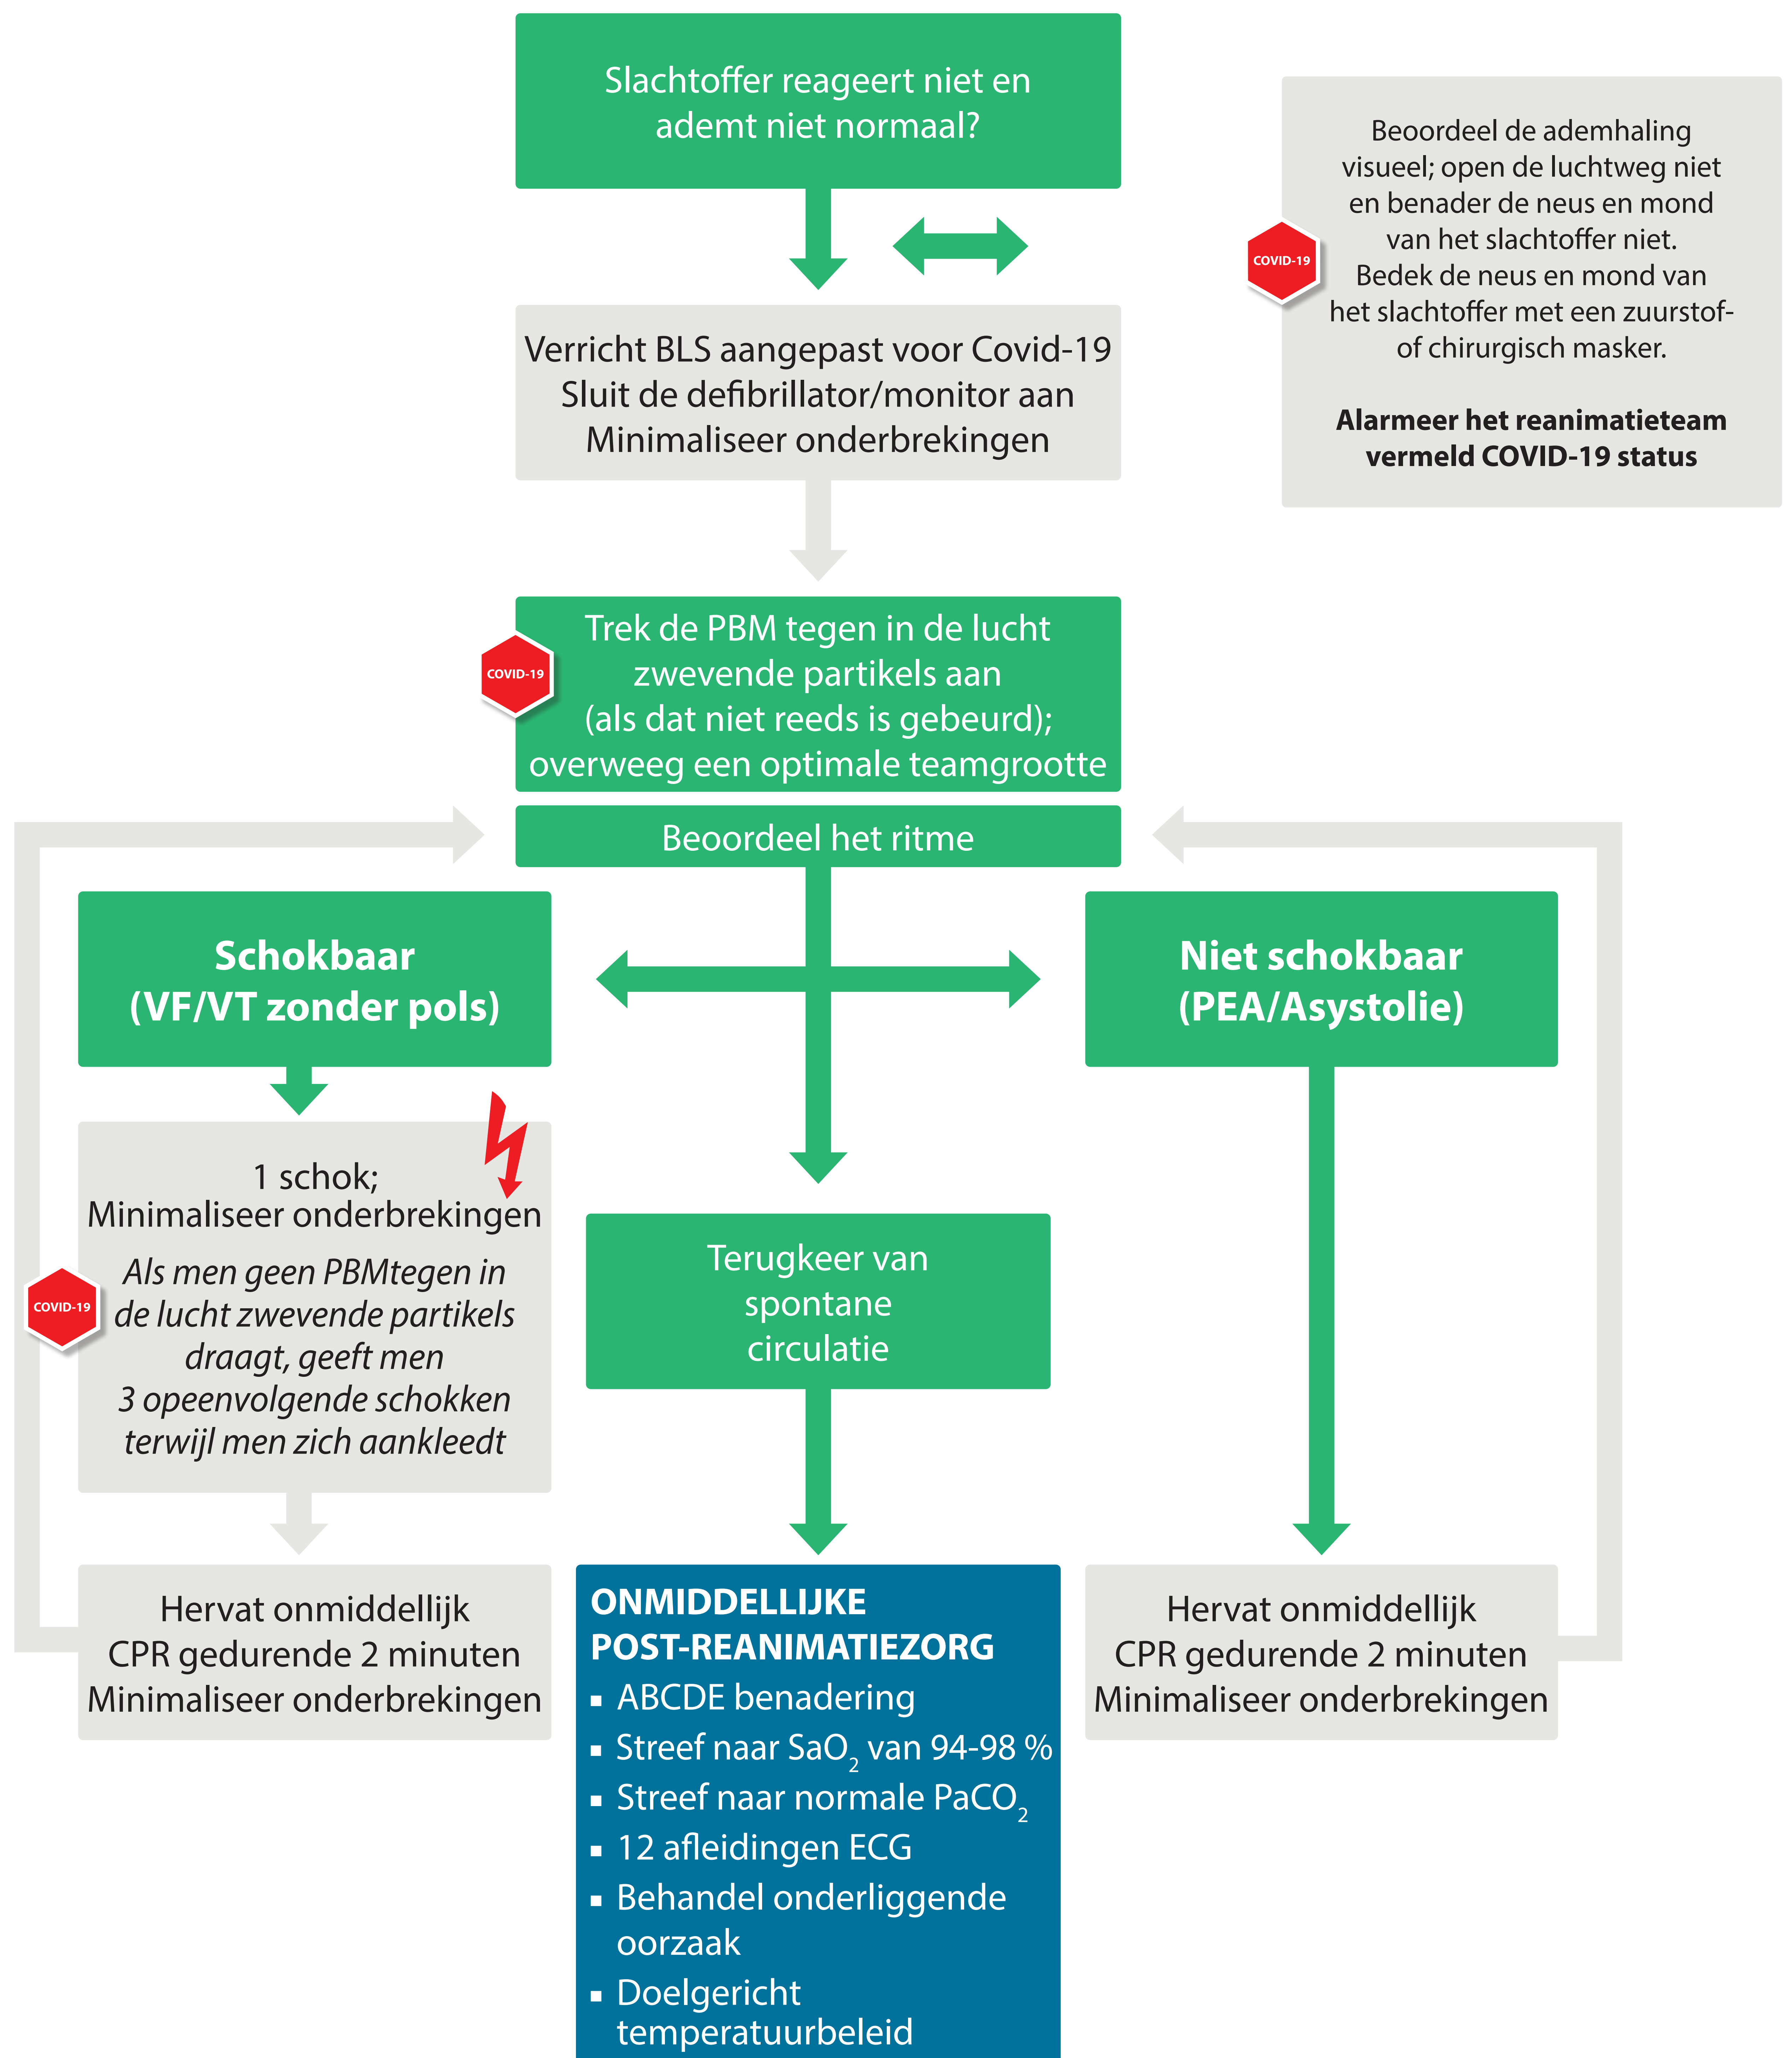 Slachtoffer reageert niet en
ademt niet normaal?
Beoordeel de ademhaling
visueel; open de luchtweg niet
en benader de neus en mond
van het slachtoffer niet.
COVID-19
Bedek de neus en mond van
het slachtoffer met een zuurstof-
of chirurgisch masker.
Alarmeer het reanimatieteam
vermeld COVID-19 status
Verricht BLS aangepast voor Covid-19
Sluit de defibrillator/monitor aan
Minimaliseer onderbrekingen
Trek de PBM tegen in de lucht
zwevende partikels aan
COVID-19
(als dat niet reeds is gebeurd);
overweeg een optimale teamgrootte
Beoordeel het ritme
Schokbaar
(VF/VT zonder pols)
Niet schokbaar
(PEA/Asystolie)
1 schok;
Minimaliseer onderbrekingen
Als men geen PBMtegen in
de lucht zwevende partikels
draagt, geeft men
3 opeenvolgende schokken
terwijl men zich aankleedt
COVID-19
Terugkeer van
spontane
circulatie
Hervat onmiddellijk
CPR gedurende 2 minuten
Minimaliseer onderbrekingen
ONMIDDELLIJKE
POST-REANIMATIEZORG
▪ ABCDE benadering
▪ Streef naar SaO₂ van 94-98 %
▪ Streef naar normale PaCO₂
▪ 12 afleidingen ECG
▪ Behandel onderliggende
oorzaak
▪ Doelgericht
temperatuurbeleid
Hervat onmiddellijk
CPR gedurende 2 minuten
Minimaliseer onderbrekingen